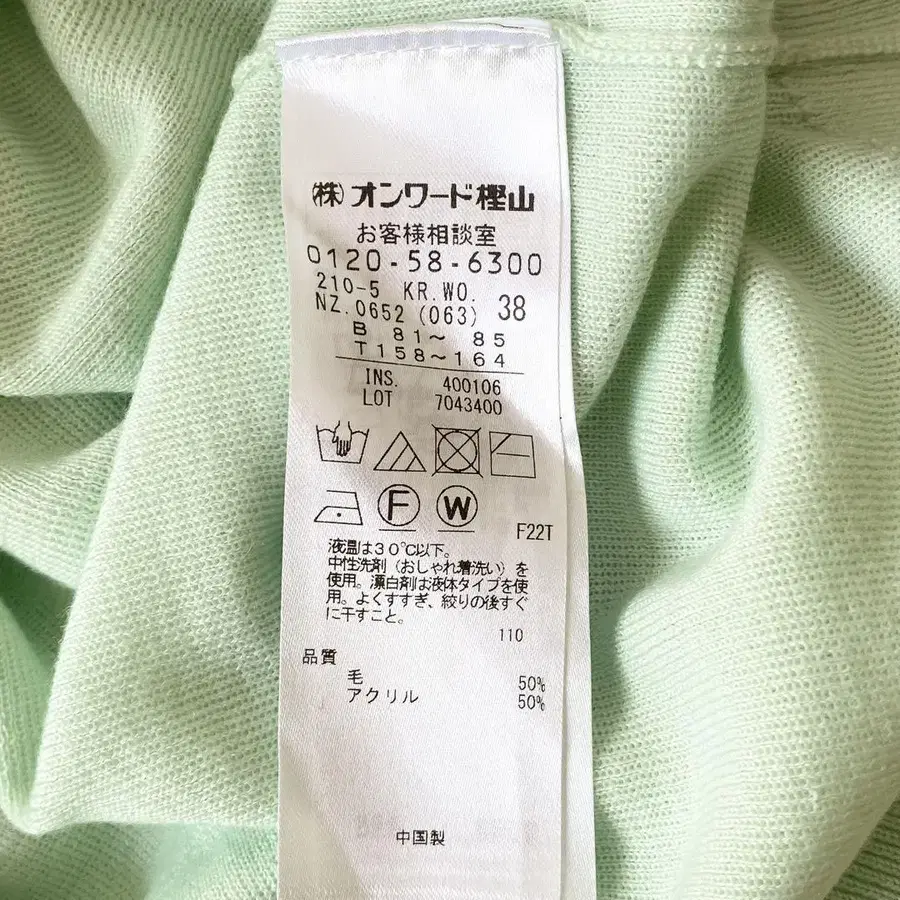 (株)オンワード樫山
お客様相談室
0120-58-6300
210-5 KR.WO. 38
NZ.0652 (063)
B 81〜 85
T158〜164
INS. 400106
LOT 7043400
F W
F22T
液温は30℃以下。
中性洗剤（おしゃれ着洗い）を
使用。漂白剤は液体タイプを使
用。よくすすぎ、絞りの後すぐ
に干すこと。
110
品質
毛 50%
アクリル 50%
中国製